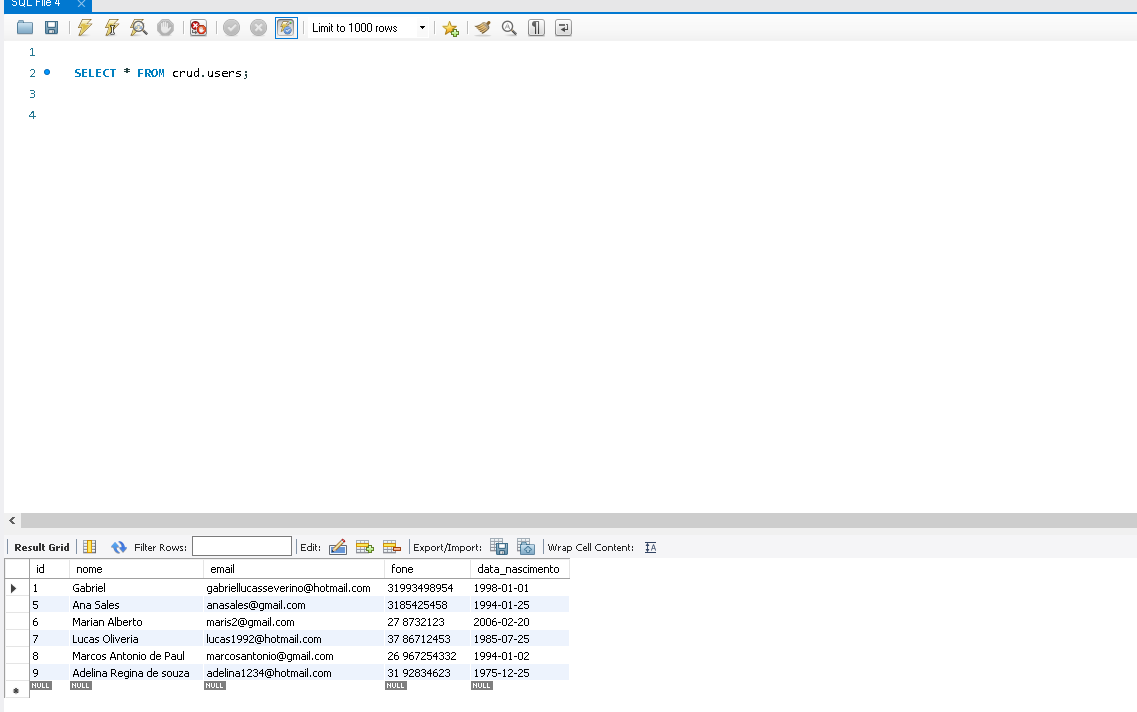 SQL File 4
Limit to 1000 rows
1
2 SELECT * FROM crud.users;
3
4
Result Grid Filter Rows: Edit: Export/Import: Wrap Cell Content:
id nome email fone data_nascimento
1 Gabriel gabriellucasseverino@hotmail.com 31993498954 1998-01-01
5 Ana Sales anasales@gmail.com 3185425458 1994-01-25
6 Marian Alberto maris2@gmail.com 27 8732123 2006-02-20
7 Lucas Oliveria lucas1992@hotmail.com 37 86712453 1985-07-25
8 Marcos Antonio de Paul marcosantonio@gmail.com 26 967254332 1994-01-02
9 Adelina Regina de souza adelina1234@hotmail.com 31 92834623 1975-12-25
NULL NULL NULL NULL NULL